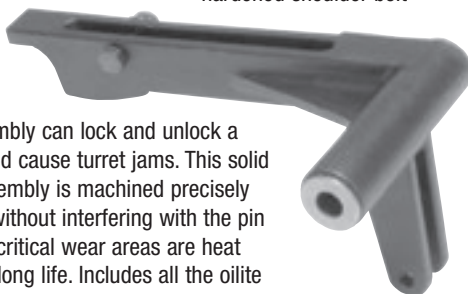 hardened shoulder bolt
embly can lock and unlock a
d cause turret jams. This solid
embly is machined precisely
without interfering with the pin
critical wear areas are heat
long life. Includes all the oilite